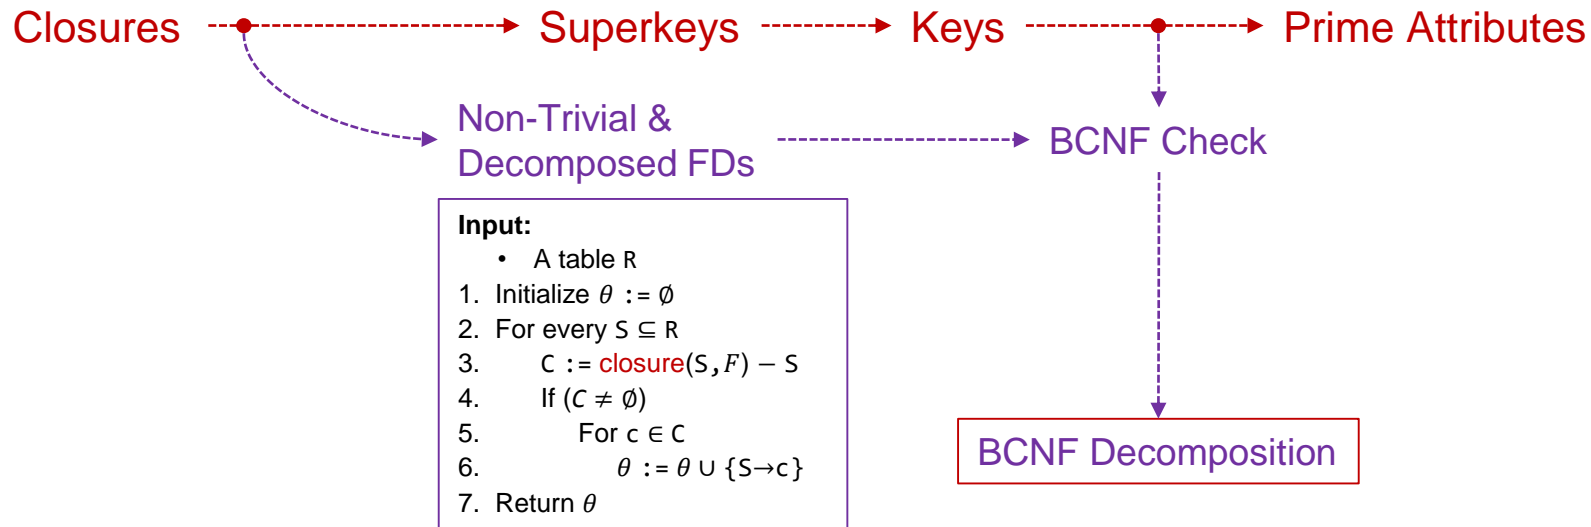 Closures Superkeys Keys Prime Attributes
Non-Trivial &
Decomposed FDs
BCNF Check
Input:
• A table R
1. Initialize 𝜃 := ∅
2. For every S ⊆ R
3. C := closure(S,𝐹) − S
4. If (𝐶 ≠ ∅)
5. For c ∈ C
6. 𝜃 := 𝜃 ∪ {S→c}
7. Return 𝜃
BCNF Decomposition